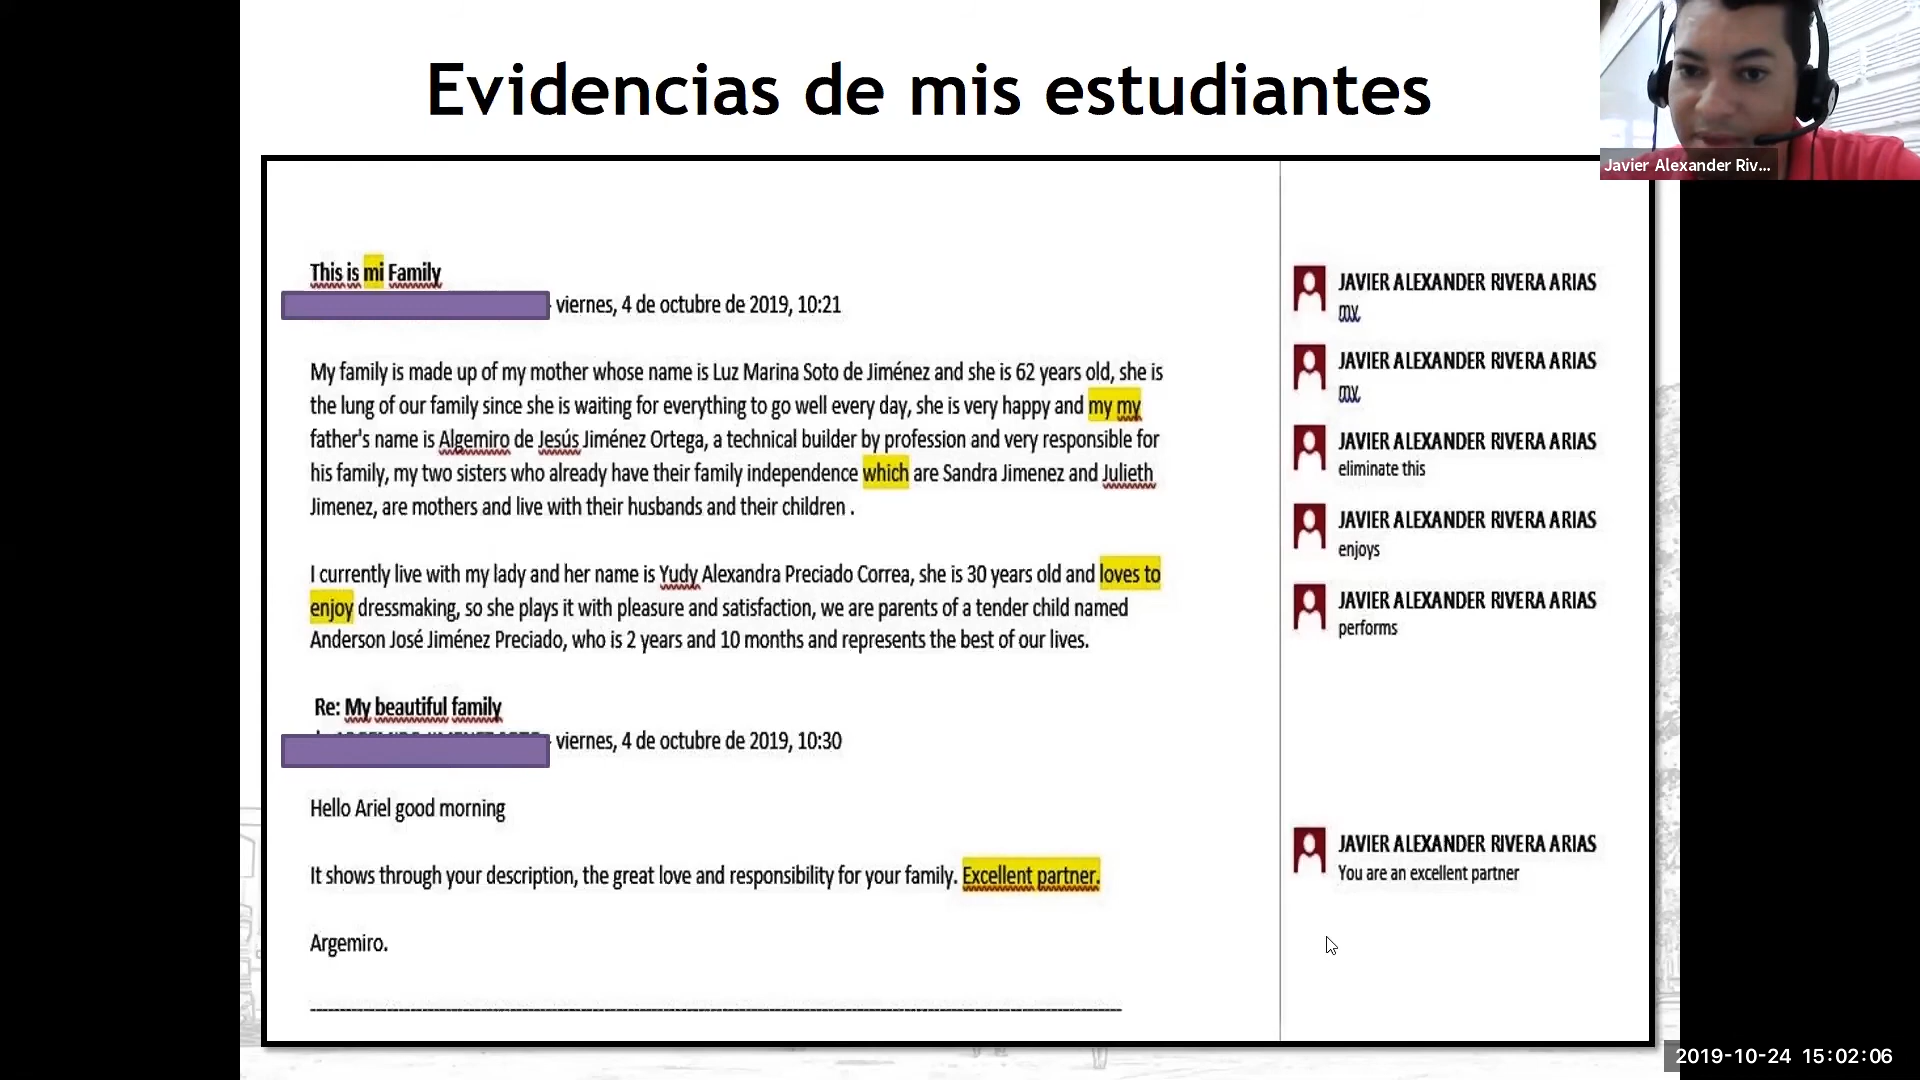 Evidencias de mis estudiantes
Javier Alexander Riv...
This is mi Family
viernes, 4 de octubre de 2019, 10:21
My family is made up of my mother whose name is Luz Marina Soto de Jiménez and she is 62 years old, she is
the lung of our family since she is waiting for everything to go well every day, she is very happy and my my
father's name is Algemiro de Jesús Jiménez Ortega, a technical builder by profession and very responsible for
his family, my two sisters who already have their family independence which are Sandra Jimenez and Julieth
Jimenez, are mothers and live with their husbands and their children .
I currently live with my lady and her name is Yudy Alexandra Preciado Correa, she is 30 years old and loves to
enjoy dressmaking, so she plays it with pleasure and satisfaction, we are parents of a tender child named
Anderson José Jiménez Preciado, who is 2 years and 10 months and represents the best of our lives.
Re: My beautiful family
viernes, 4 de octubre de 2019, 10:30
Hello Ariel good morning
It shows through your description, the great love and responsibility for your family. Excellent partner.
Argemiro.
JAVIER ALEXANDER RIVERA ARIAS
my
JAVIER ALEXANDER RIVERA ARIAS
my
JAVIER ALEXANDER RIVERA ARIAS
eliminate this
JAVIER ALEXANDER RIVERA ARIAS
enjoys
JAVIER ALEXANDER RIVERA ARIAS
performs
JAVIER ALEXANDER RIVERA ARIAS
You are an excellent partner
2019-10-24 15:02:06